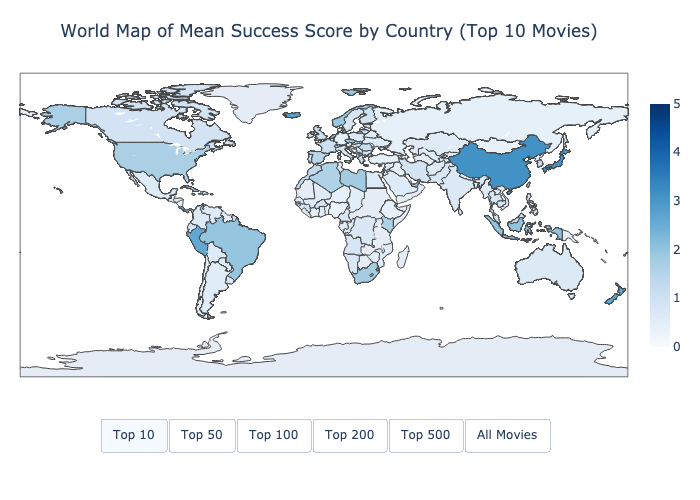 World Map of Mean Success Score by Country (Top 10 Movies)
5
4
3
2
1
0
Top 10
Top 50
Top 100
Top 200
Top 500
All Movies